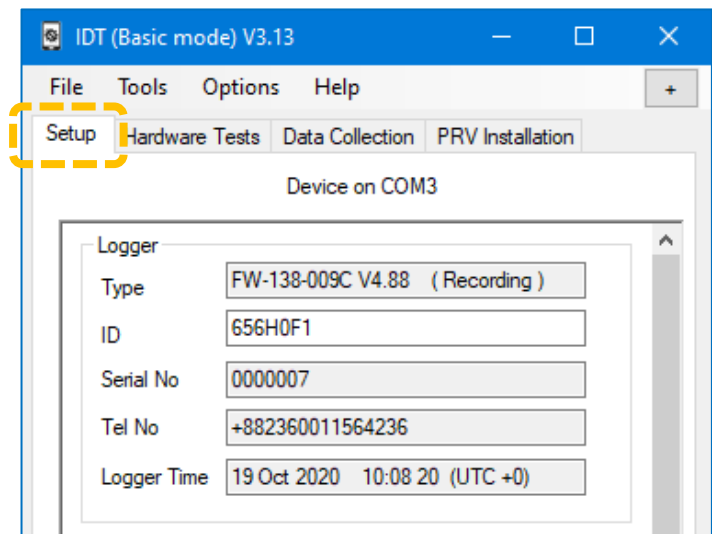 IDT (Basic mode) V3.13
File Tools Options Help +
Setup Hardware Tests Data Collection PRV Installation
Device on COM3
Logger
Type FW-138-009C V4.88 ( Recording )
ID 656H0F1
Serial No 0000007
Tel No +882360011564236
Logger Time 19 Oct 2020 10:08 20 (UTC +0)